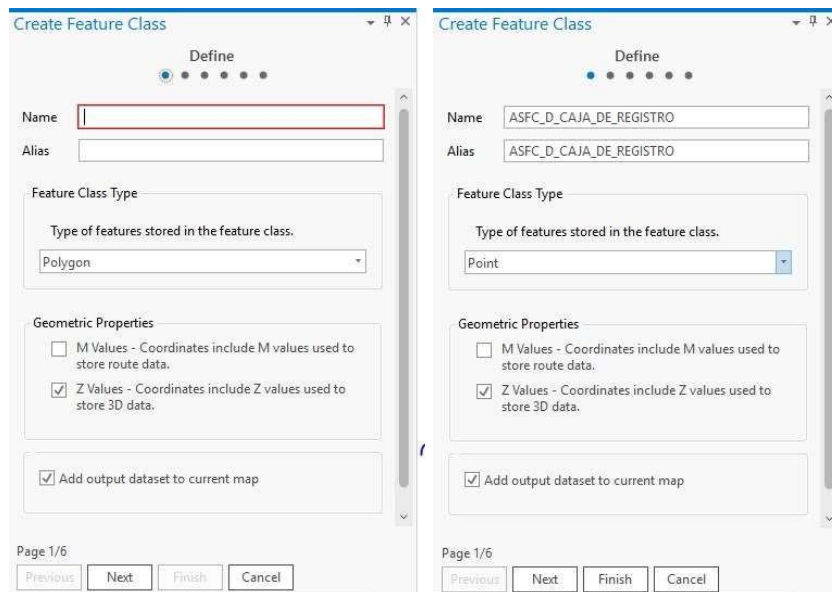 Create Feature Class
Define
Name
Alias
Feature Class Type
Type of features stored in the feature class.
Polygon
Geometric Properties
M Values - Coordinates include M values used to
store route data.
Z Values - Coordinates include Z values used to
store 3D data.
Add output dataset to current map
Page 1/6
Previous Next Finish Cancel
Create Feature Class
Define
Name ASFC_D_CAJA_DE_REGISTRO
Alias ASFC_D_CAJA_DE_REGISTRO
Feature Class Type
Type of features stored in the feature class.
Point
Geometric Properties
M Values - Coordinates include M values used to
store route data.
Z Values - Coordinates include Z values used to
store 3D data.
Add output dataset to current map
Page 1/6
Previous Next Finish Cancel